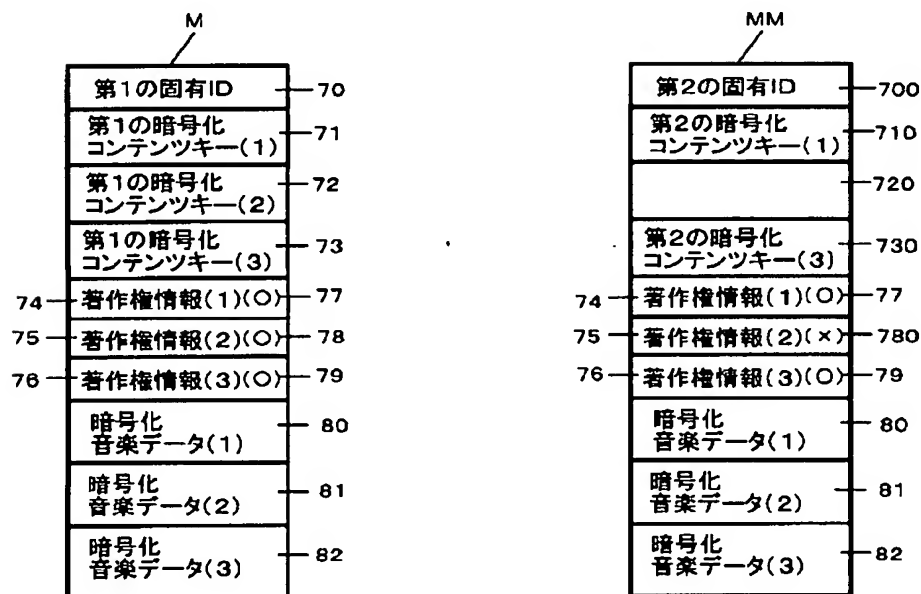 M
第1の固有ID
70
第1の暗号化
コンテンツキー(1)
71
第1の暗号化
コンテンツキー(2)
72
第1の暗号化
コンテンツキー(3)
73
74
著作権情報(1)(○)
77
75
著作権情報(2)(○)
78
76
著作権情報(3)(○)
79
暗号化
音楽データ(1)
80
暗号化
音楽データ(2)
81
暗号化
音楽データ(3)
82
MM
第2の固有ID
700
第2の暗号化
コンテンツキー(1)
710
720
第2の暗号化
コンテンツキー(3)
730
74
著作権情報(1)(○)
77
75
著作権情報(2)(×)
780
76
著作権情報(3)(○)
79
暗号化
音楽データ(1)
80
暗号化
音楽データ(2)
81
暗号化
音楽データ(3)
82